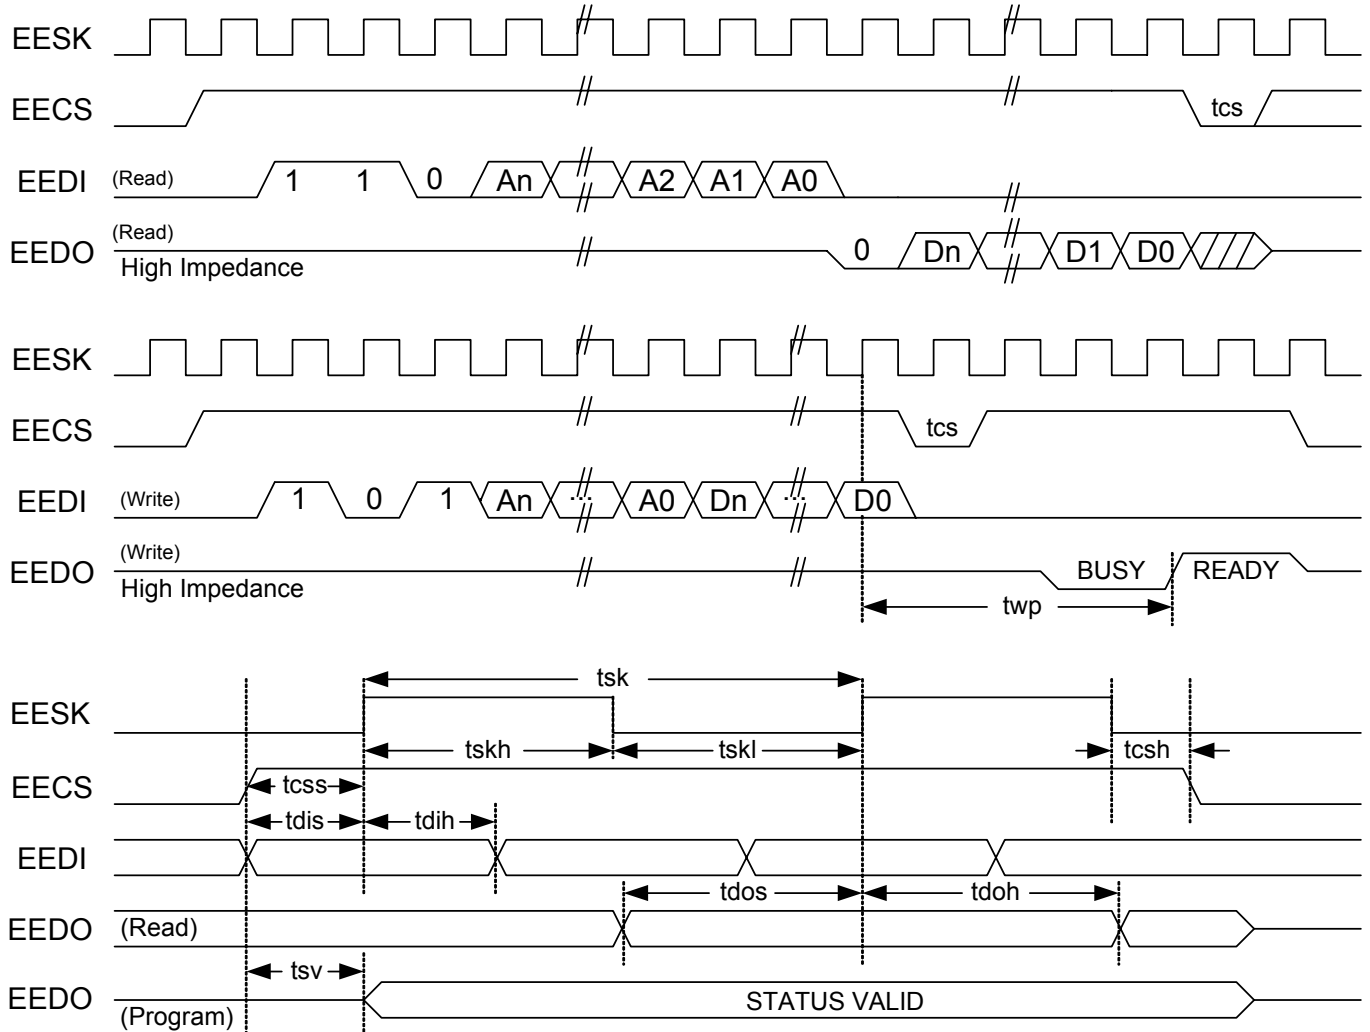 EESK
EECS tcs
EEDI (Read) 1 1 0 An A2 A1 A0
EEDO (Read) 0 Dn D1 D0
High Impedance
EESK
EECS tcs
EEDI (Write) 1 0 1 An ... A0 Dn ... D0
EEDO (Write) BUSY READY
High Impedance
twp
tsk
EESK
tskh tskl tcsh
EECS tcss
tdis tdih
EEDI
tdos tdoh
EEDO (Read)
tsv
EEDO STATUS VALID
(Program)